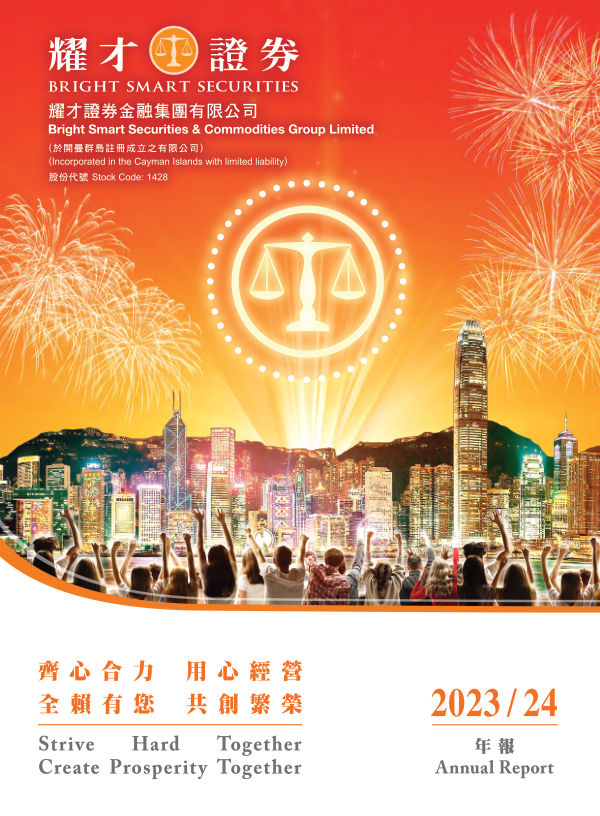 耀才 證券
BRIGHT SMART SECURITIES
耀才證券金融集團有限公司
Bright Smart Securities & Commodities Group Limited
(於開曼群島註冊成立之有限公司)
(Incorporated in the Cayman Islands with limited liability)
股份代號 Stock Code: 1428
齊心合力 用心經營
全賴有您 共創繁榮
Strive Hard Together
Create Prosperity Together
2023/24
年報
Annual Report